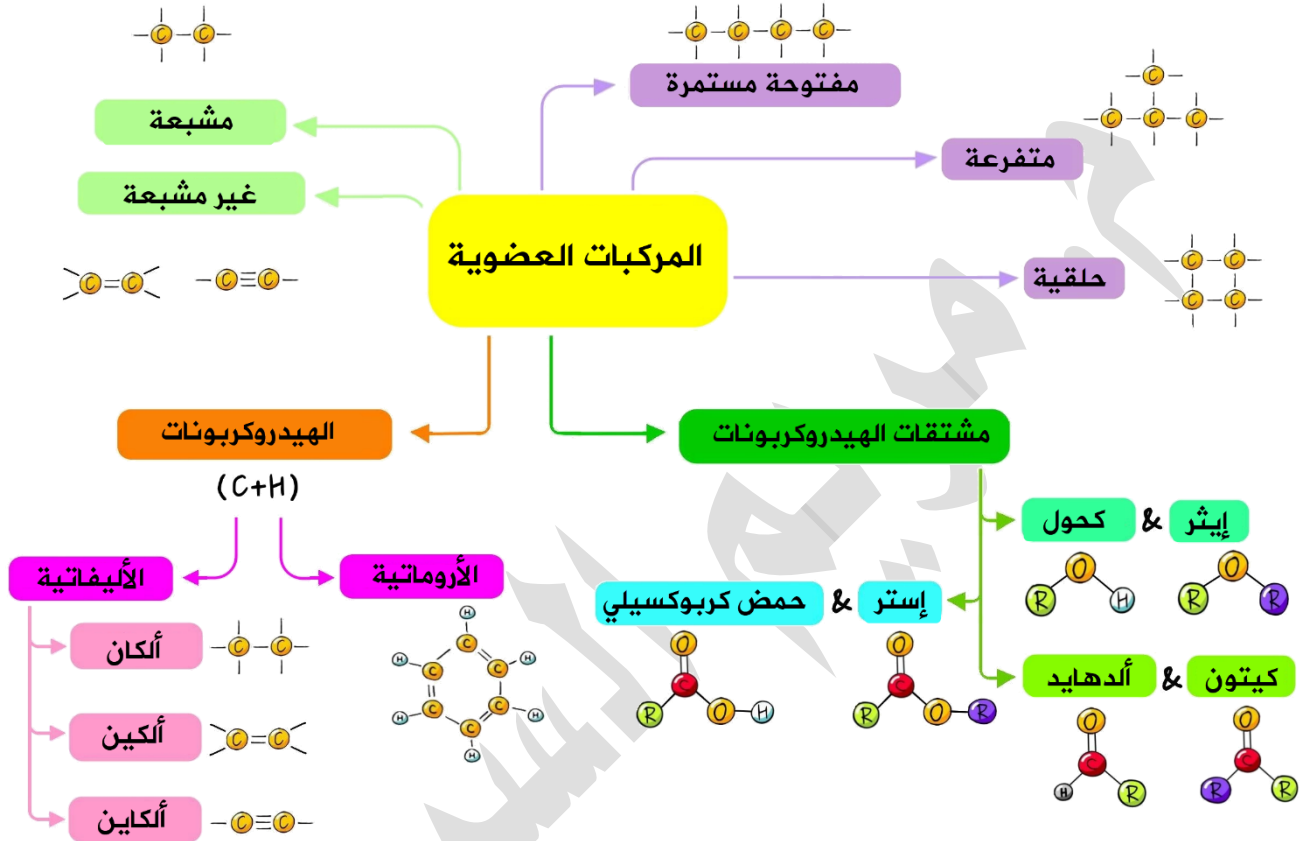 مفتوحة مستمرة
متفرعة
حلقية
مشبعة
غير مشبعة
المركبات العضوية
الهيدروكربونات
(C+H)
مشتقات الهيدروكربونات
الأليفاتية
الأروماتية
ألكان
ألكين
ألكاين
كحول & إيثر
حمض كربوكسيلي & إستر
ألدهايد & كيتون